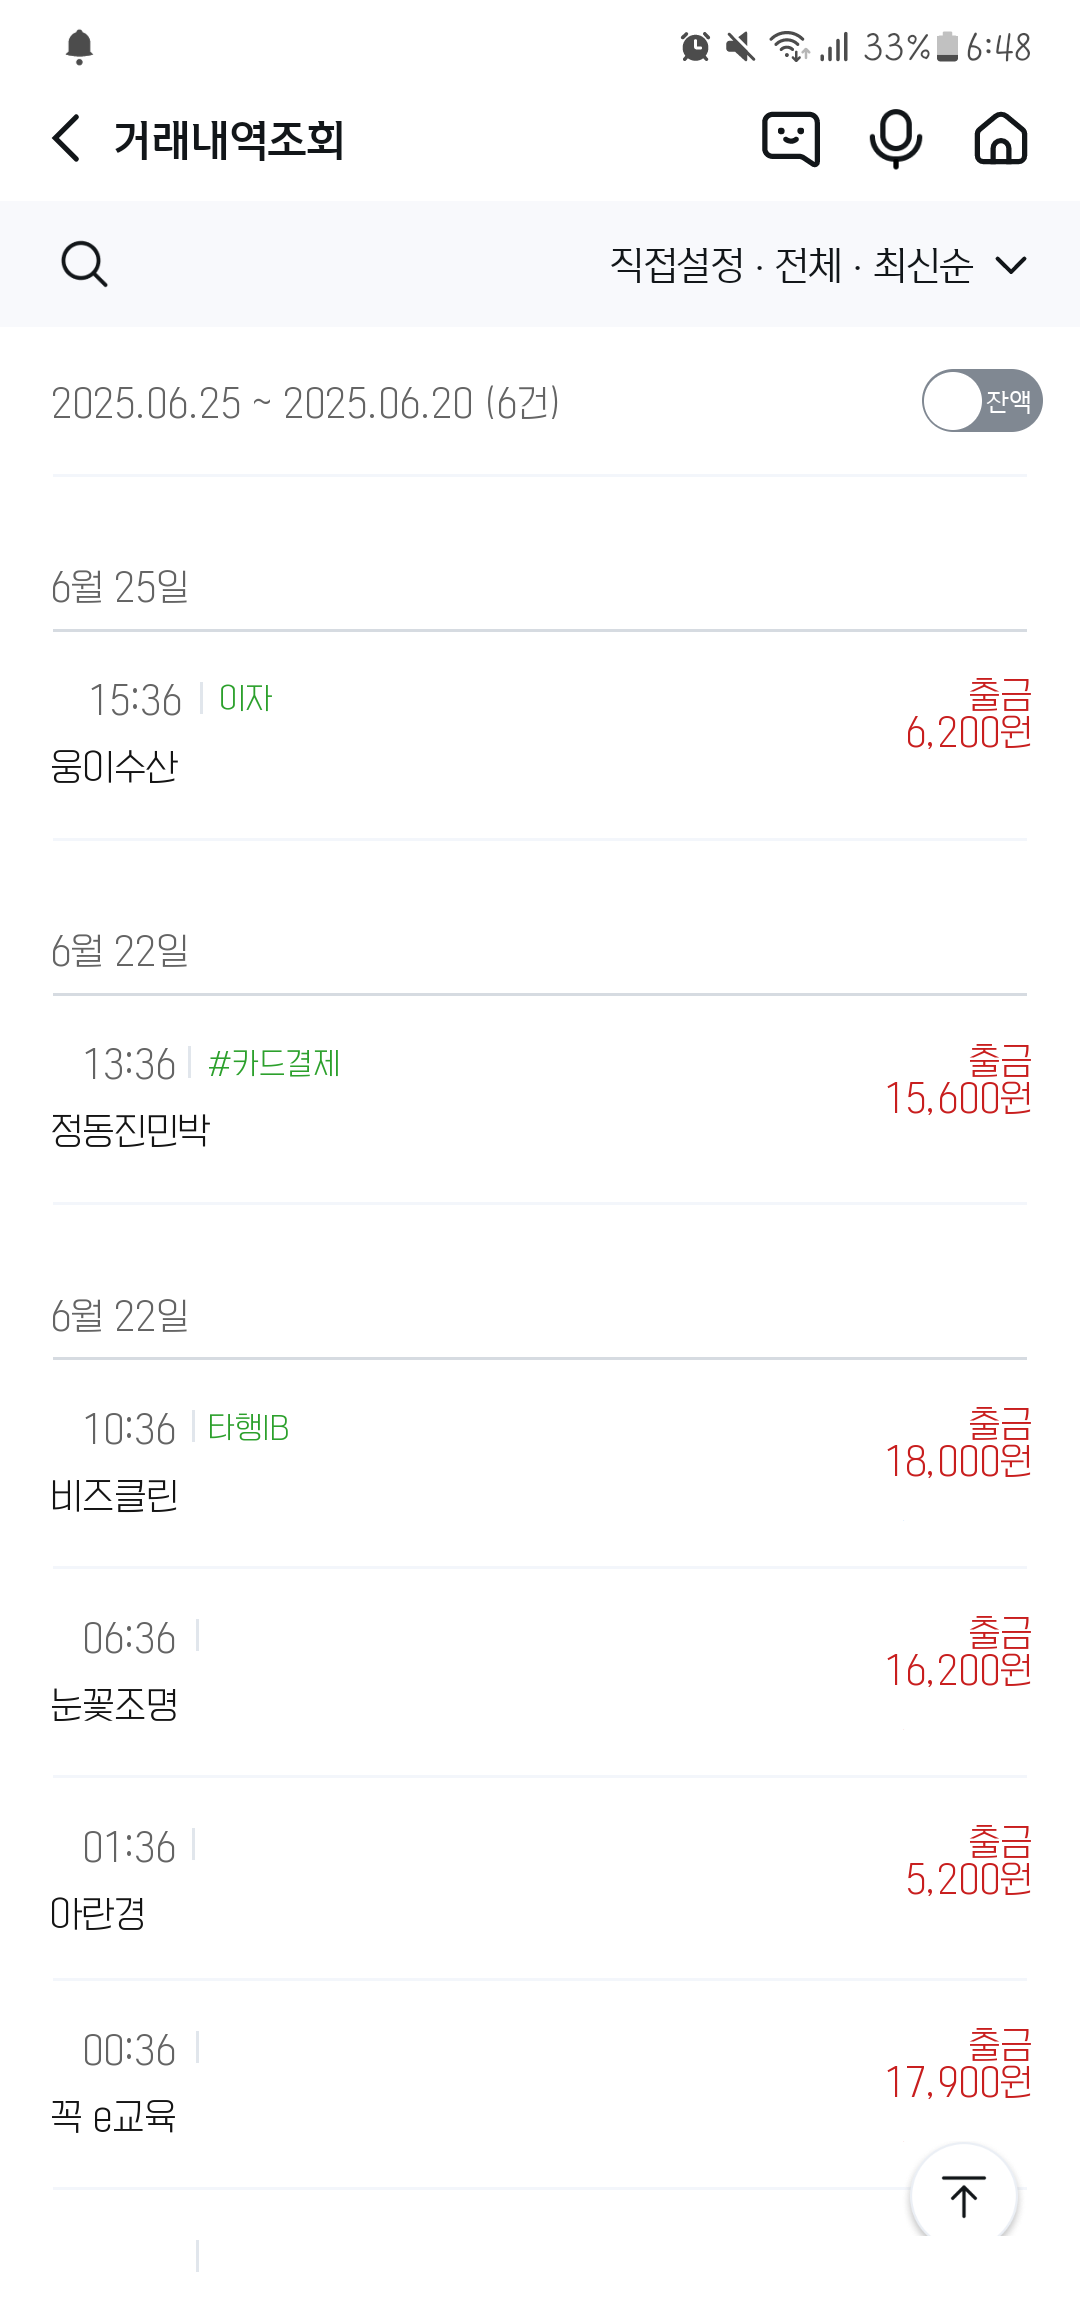 33% 6:48
거래내역조회
직접설정 · 전체 · 최신순
2025.06.25 ~ 2025.06.20 (6건)
잔액
6월 25일
15:36 이자
출금
6,200원
웅이수산
6월 22일
13:36 #카드결제
출금
15,600원
정동진민박
6월 22일
10:36 타행IB
출금
18,000원
비즈클린
06:36
출금
16,200원
눈꽃조명
01:36
출금
5,200원
아란경
00:36
출금
17,900원
꼭 e교육